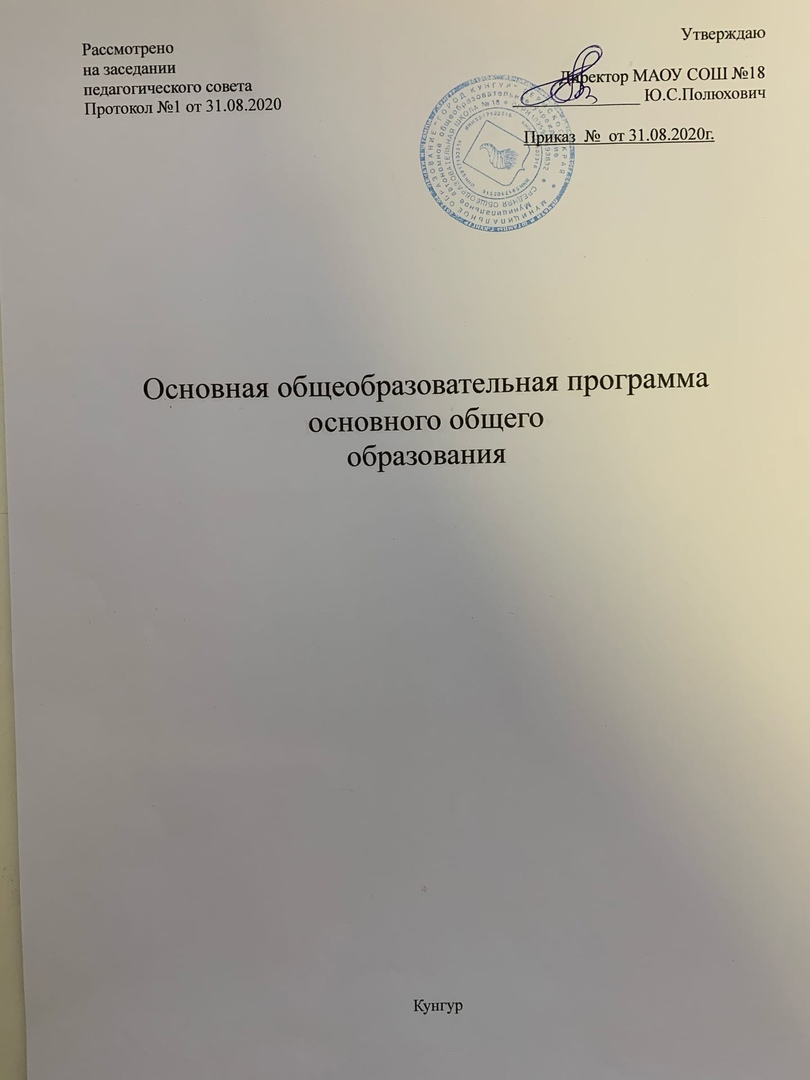 Рассмотрено
на заседании
педагогического совета
Протокол №1 от 31.08.2020
Утверждаю
Директор МАОУ СОШ №18
Ю.С.Полюхович
Приказ № от 31.08.2020г.
Основная общеобразовательная программа
основного общего
образования
Кунгур